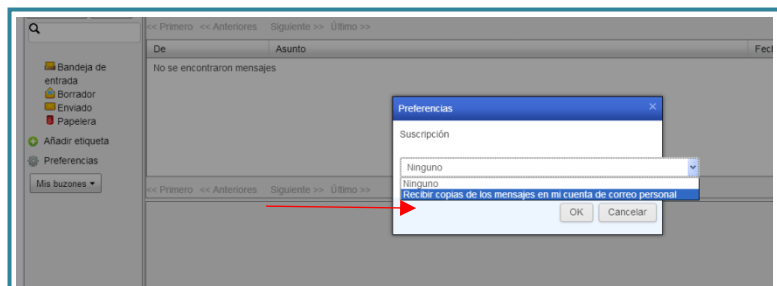 << Primero << Anteriores Siguiente >> Último >>
De Asunto Fech
No se encontraron mensajes
Bandeja de
entrada
Borrador
Enviado
Papelera
Añadir etiqueta
Preferencias
Mis buzones
<< Primero << Anteriores Siguiente >> Último >>
Preferencias
Suscripción
Ninguno
Ninguno
Recibir copias de los mensajes en mi cuenta de correo personal
OK Cancelar